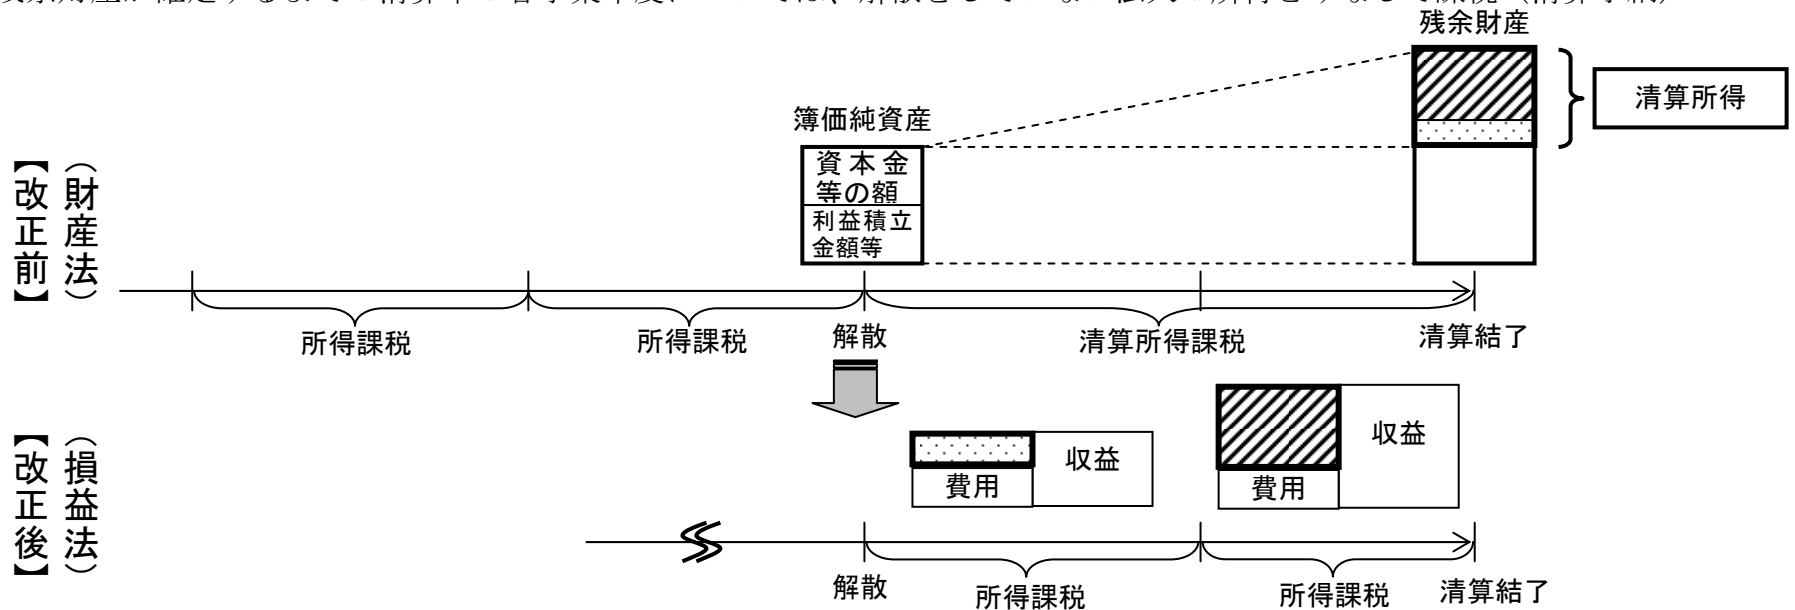 残余財産
清算所得
簿価純資産
資本金
等の額
利益積立
金額等
【改正前】
(財産法)
所得課税
所得課税
解散
清算所得課税
清算結了
【改正後】
(損益法)
収益
費用
収益
費用
解散
所得課税
所得課税
清算結了